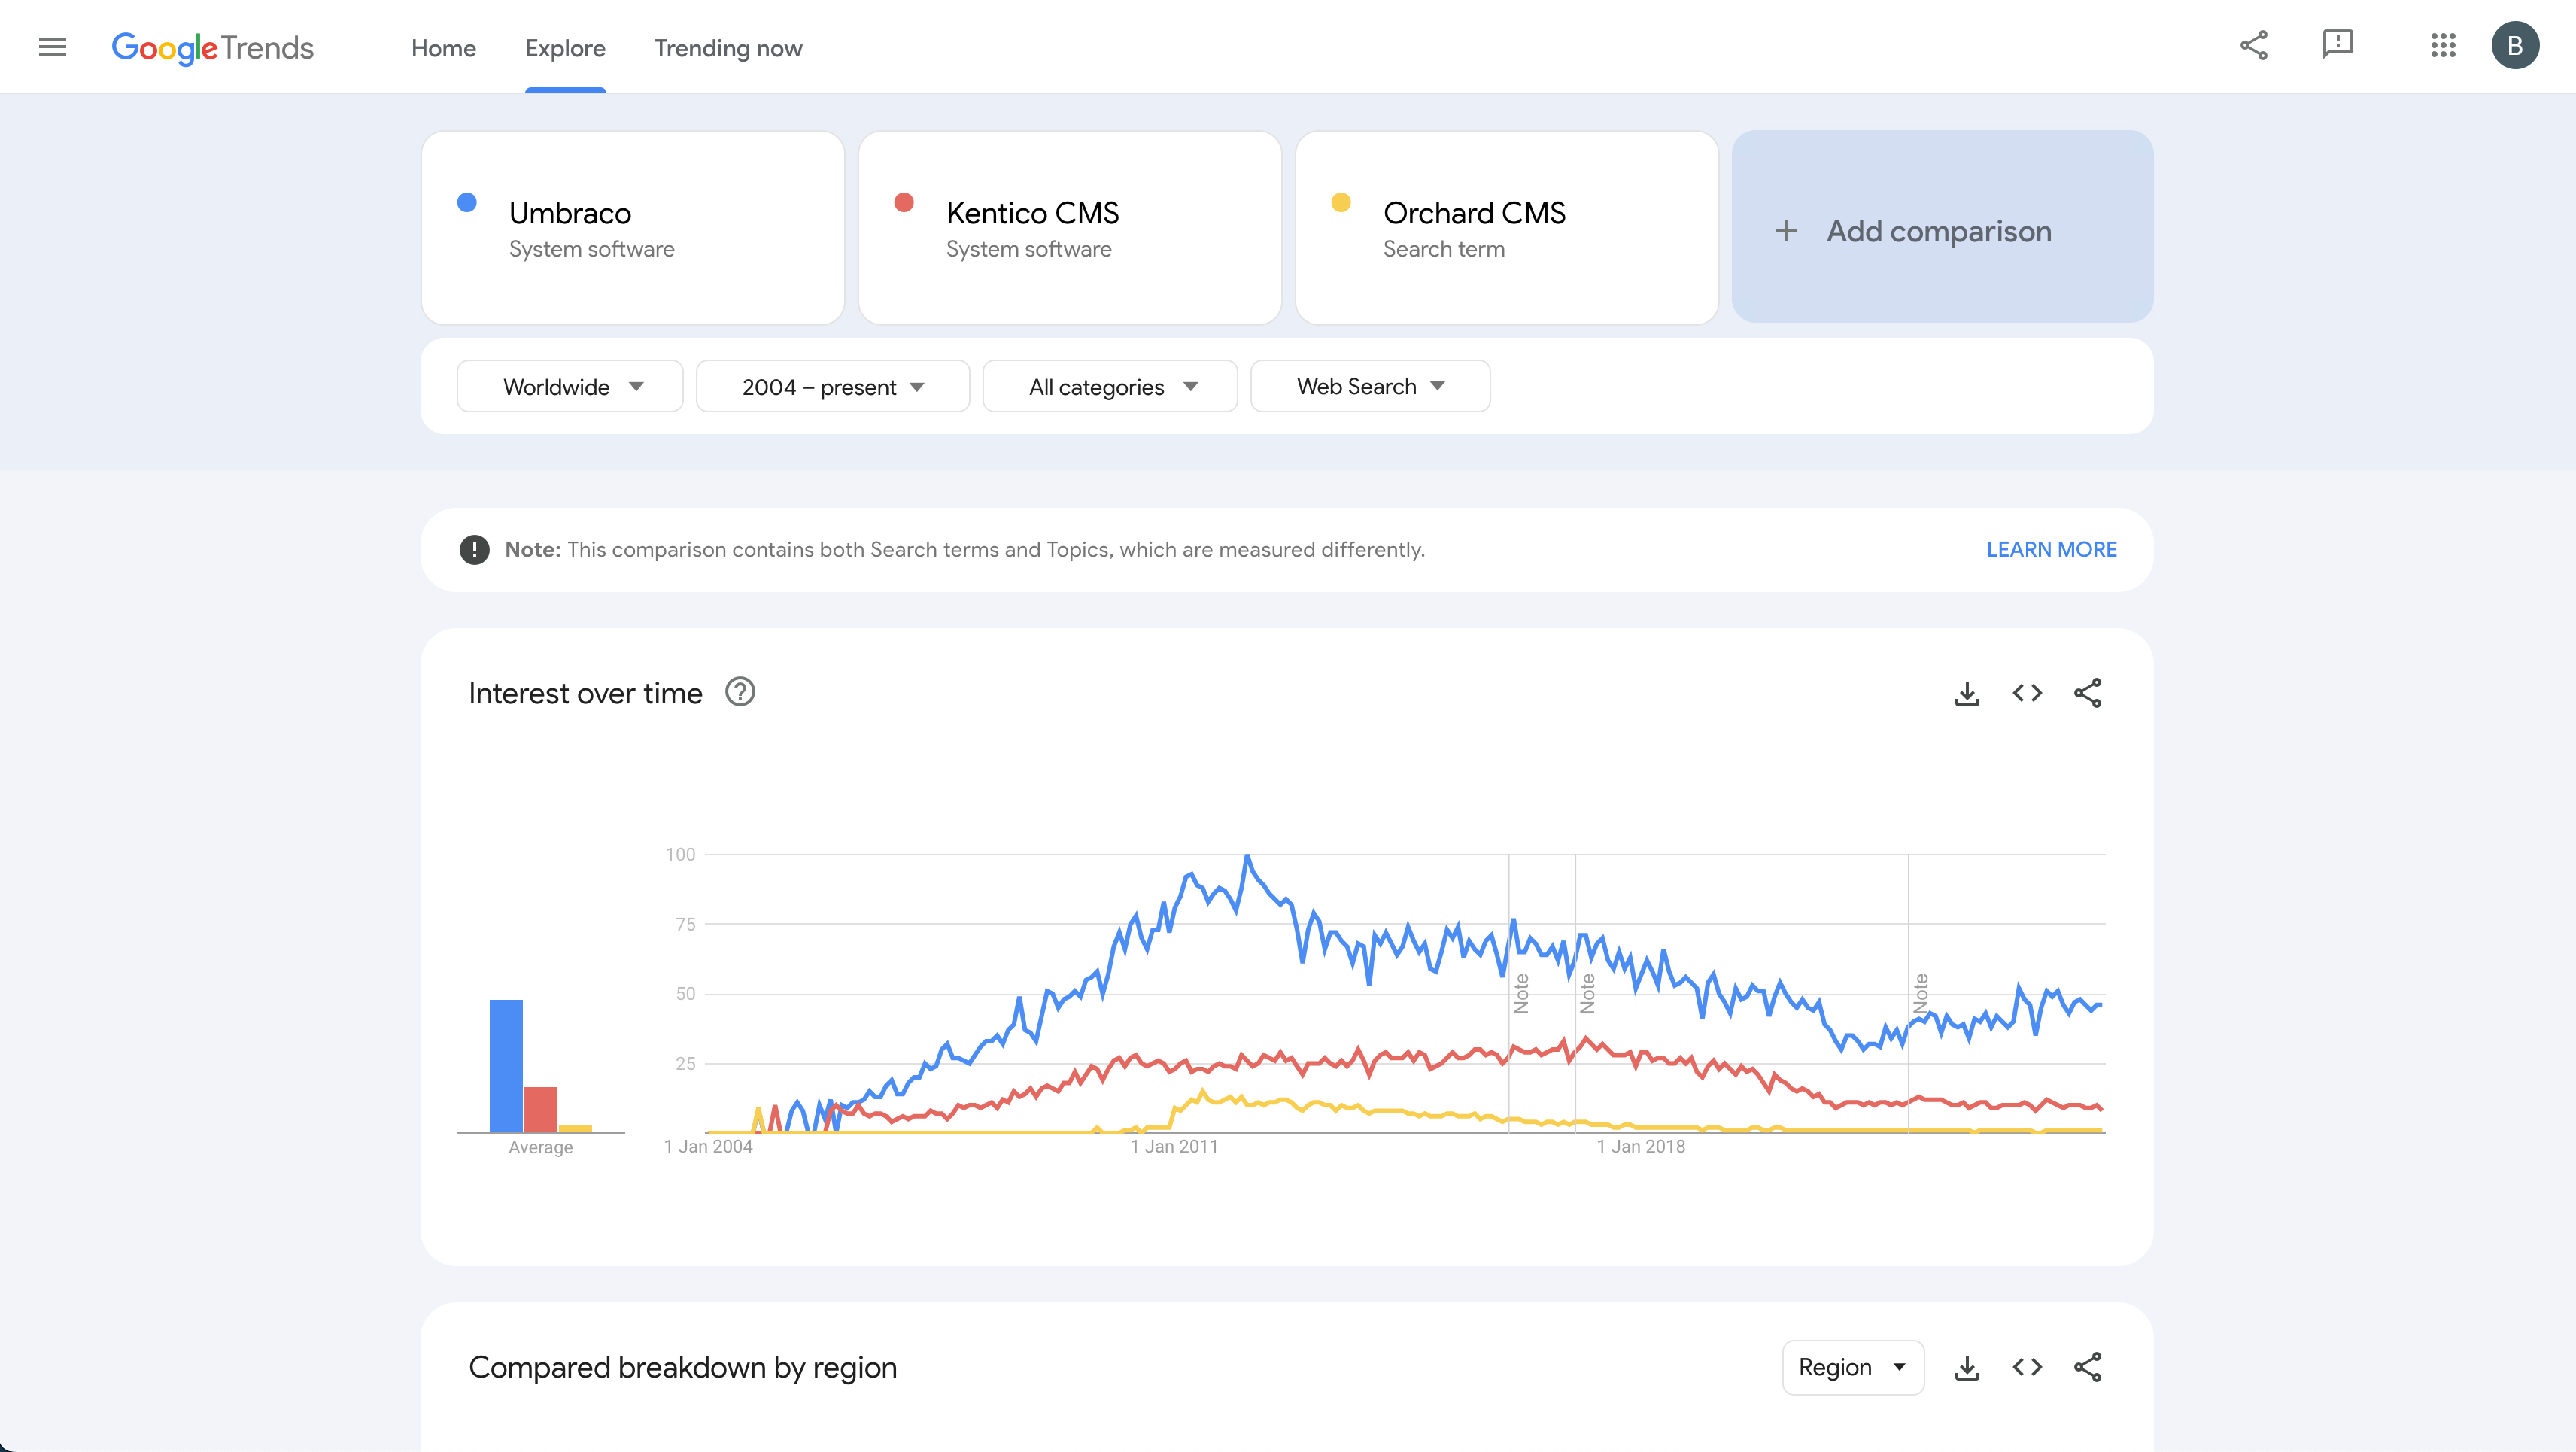 Google Trends
Home Explore Trending now
B
Umbraco
System software
Kentico CMS
System software
Orchard CMS
Search term
+ Add comparison
Worldwide
2004 – present
All categories
Web Search
Note: This comparison contains both Search terms and Topics, which are measured differently.
LEARN MORE
Interest over time
100
75
50
25
Note
Note
Note
Average
1 Jan 2004
1 Jan 2011
1 Jan 2018
Compared breakdown by region
Region